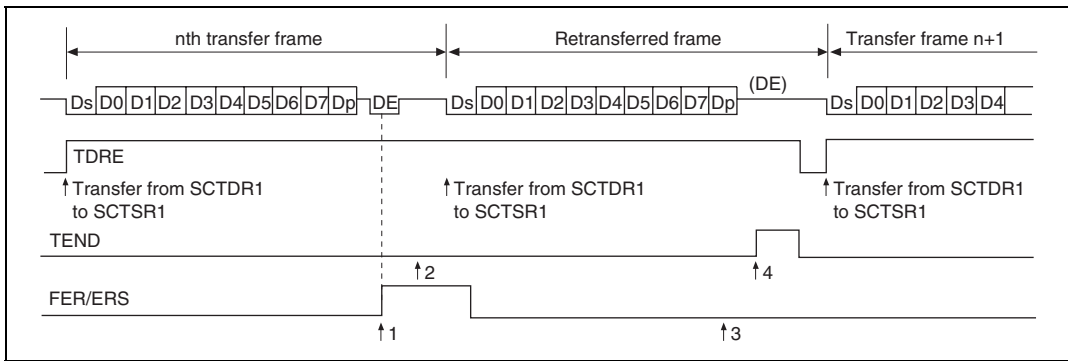 nth transfer frame Retransferred frame Transfer frame n+1
(DE)
Ds D0 D1 D2 D3 D4 D5 D6 D7 Dp DE Ds D0 D1 D2 D3 D4 D5 D6 D7 Dp Ds D0 D1 D2 D3 D4
TDRE
Transfer from SCTDR1 Transfer from SCTDR1 Transfer from SCTDR1
to SCTSR1 to SCTSR1 to SCTSR1
TEND
2 4
FER/ERS
1 3